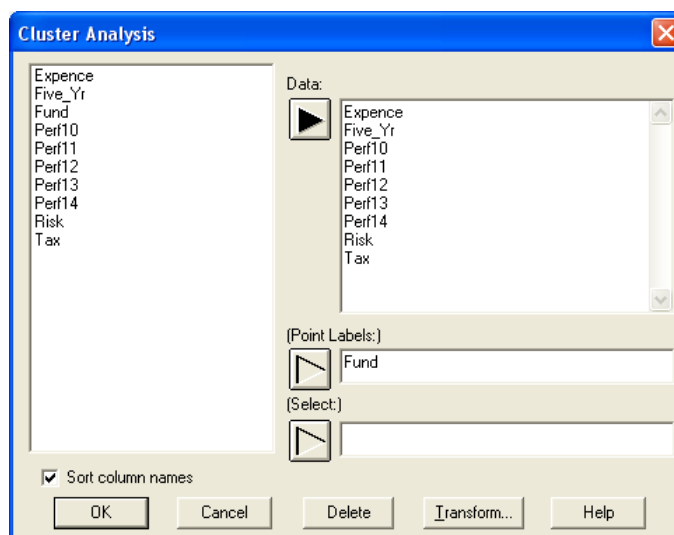 Cluster Analysis
Expence
Five_Yr
Fund
Perf10
Perf11
Perf12
Perf13
Perf14
Risk
Tax
Data:
Expence
Five_Yr
Perf10
Perf11
Perf12
Perf13
Perf14
Risk
Tax
(Point Labels:)
Fund
(Select:)
Sort column names
OK Cancel Delete Transform... Help